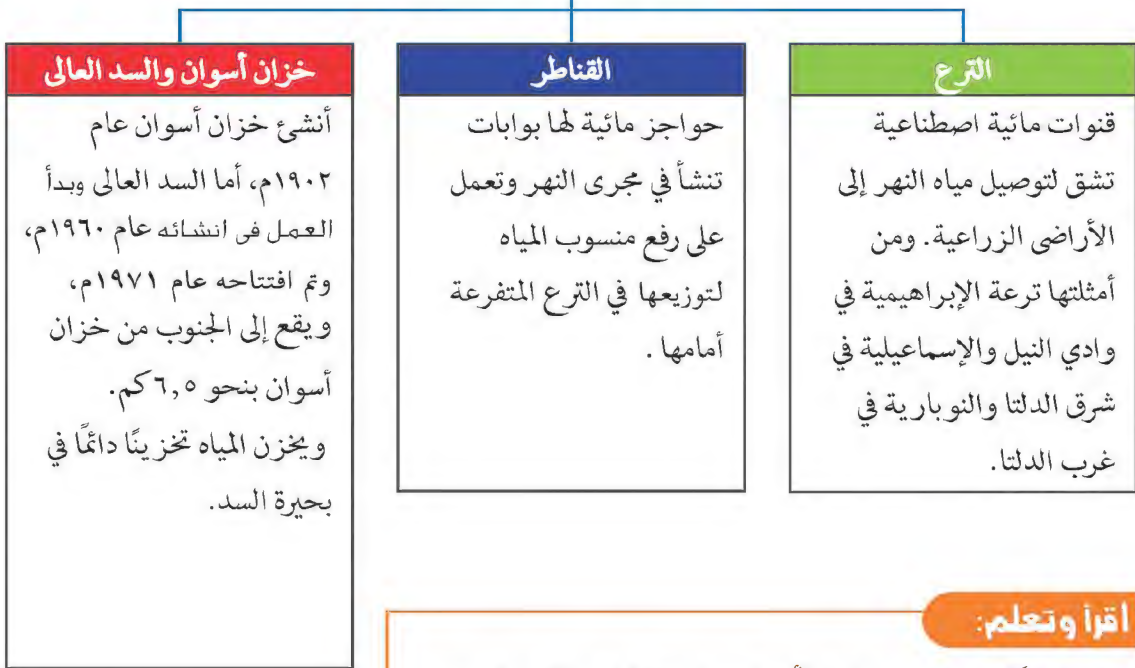 الترع
قنوات مائية اصطناعية
تشق لتوصيل مياه النهر إلى
الأراضى الزراعية. ومن
أمثلتها ترعة الإبراهيمية في
وادي النيل والإسماعيلية في
شرق الدلتا والنوبارية في
غرب الدلتا.
القناطر
حواجز مائية لها بوابات
تنشأ في مجرى النهر وتعمل
على رفع منسوب المياه
لتوزيعها في الترع المتفرعة
أمامها .
خزان أسوان والسد العالى
أنشئ خزان أسوان عام
١٩٠٢م، أما السد العالى وبدأ
العمل فى انشائه عام ١٩٦٠م،
وتم افتتاحه عام ١٩٧١م،
ويقع إلى الجنوب من خزان
أسوان بنحو ٦,٥ كم.
ويخزن المياه تخزينًا دائمًا في
بحيرة السد.
اقرأ وتعلم: